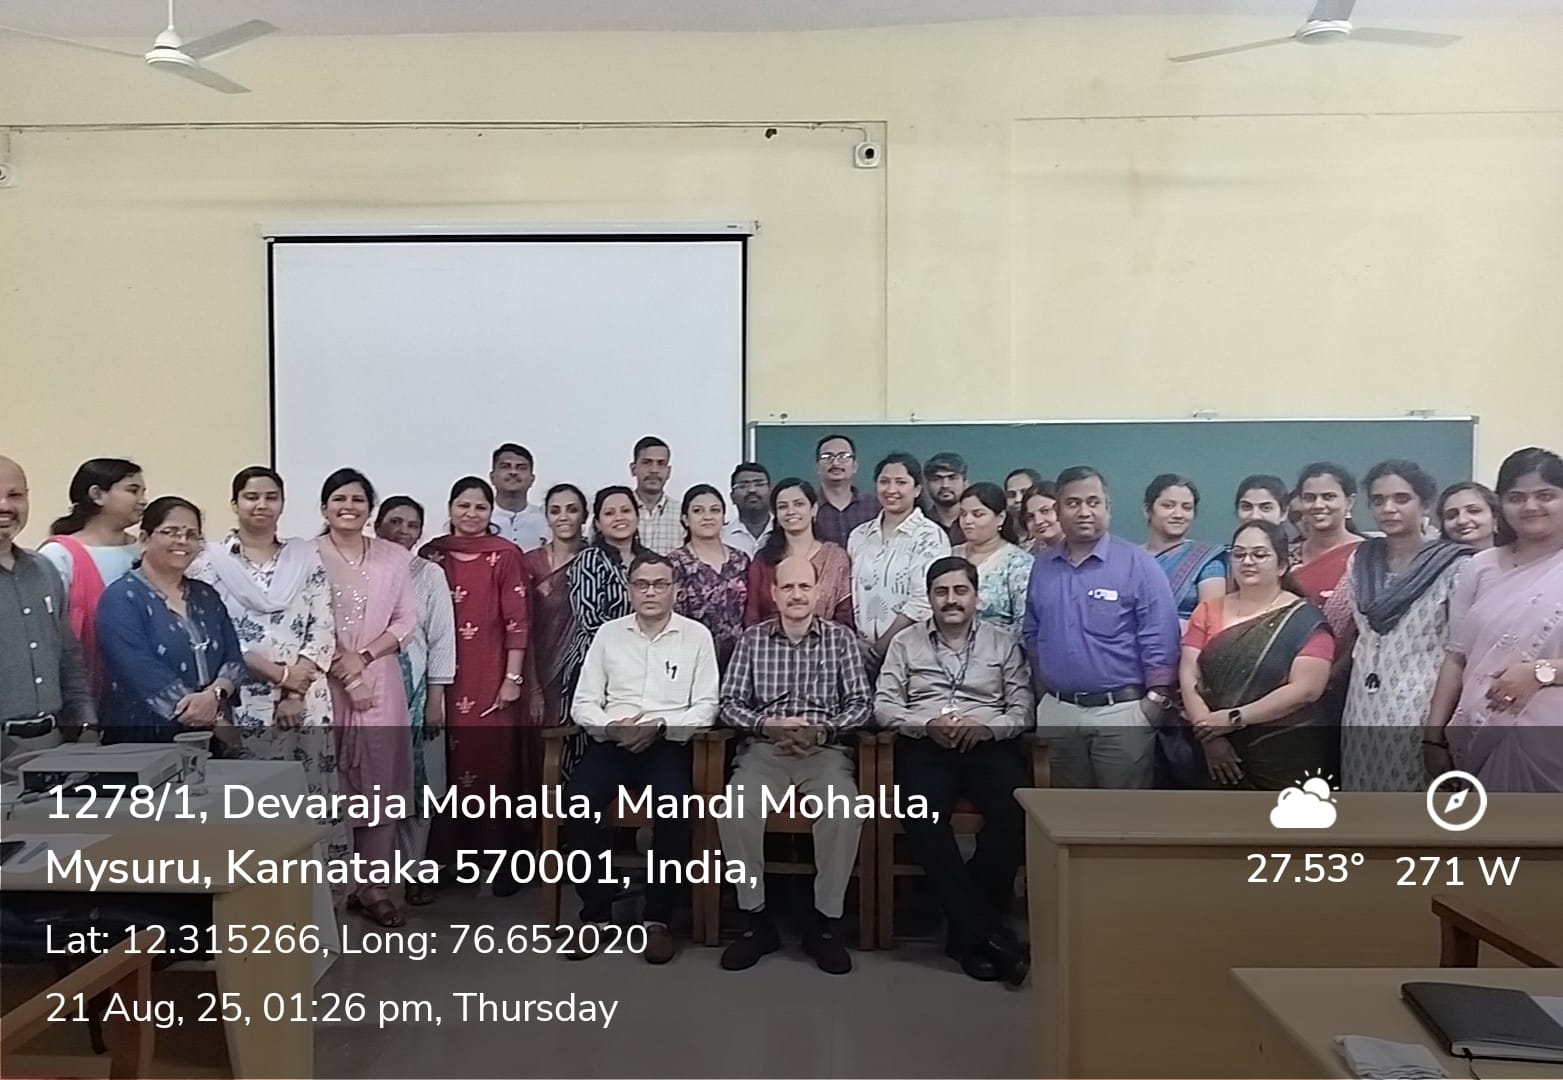 1278/1, Devaraja Mohalla, Mandi Mohalla,
Mysuru, Karnataka 570001, India,
Lat: 12.315266, Long: 76.652020
21 Aug, 25, 01:26 pm, Thursday
27.53°
271 W